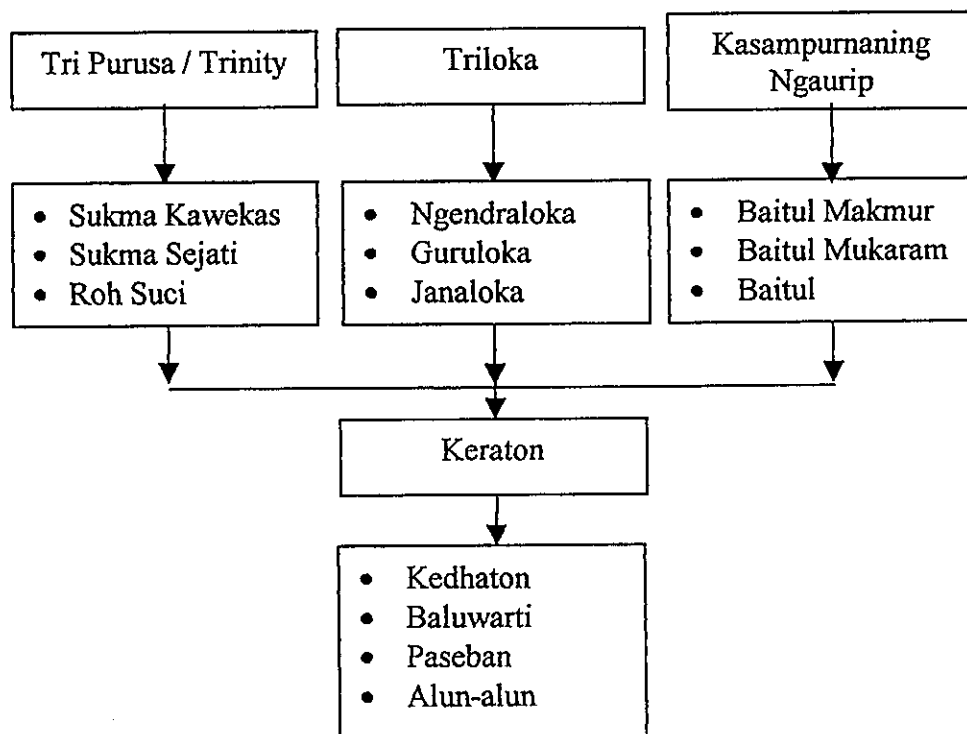 Tri Purusa / Trinity
Triloka
Kasampurnaning
Ngaurip
• Sukma Kawekas
• Sukma Sejati
• Roh Suci
• Ngendraloka
• Guruloka
• Janaloka
• Baitul Makmur
• Baitul Mukaram
• Baitul
Keraton
• Kedhaton
• Baluwarti
• Paseban
• Alun-alun